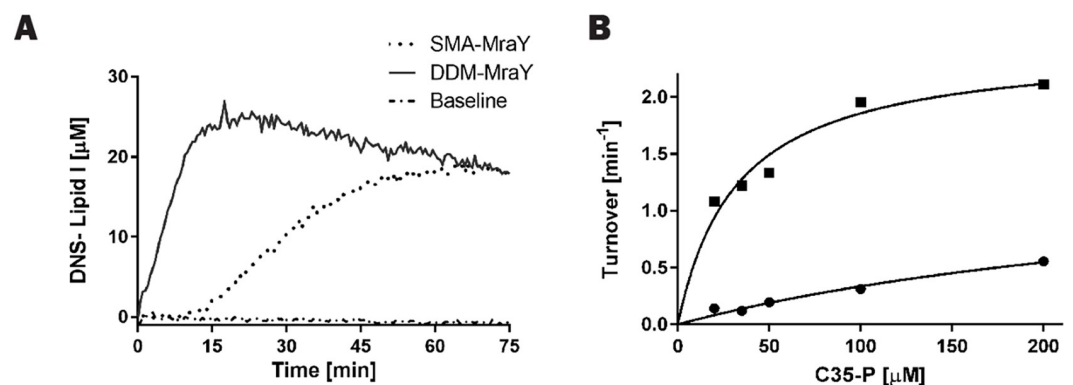 A
SMA-MraY
DDM-MraY
Baseline
30
20
10
0
DNS- Lipid I [μM]
0 15 30 45 60 75
Time [min]
B
2.0
1.5
1.0
0.5
0.0
Turnover [min⁻¹]
0 50 100 150 200
C35-P [μM]